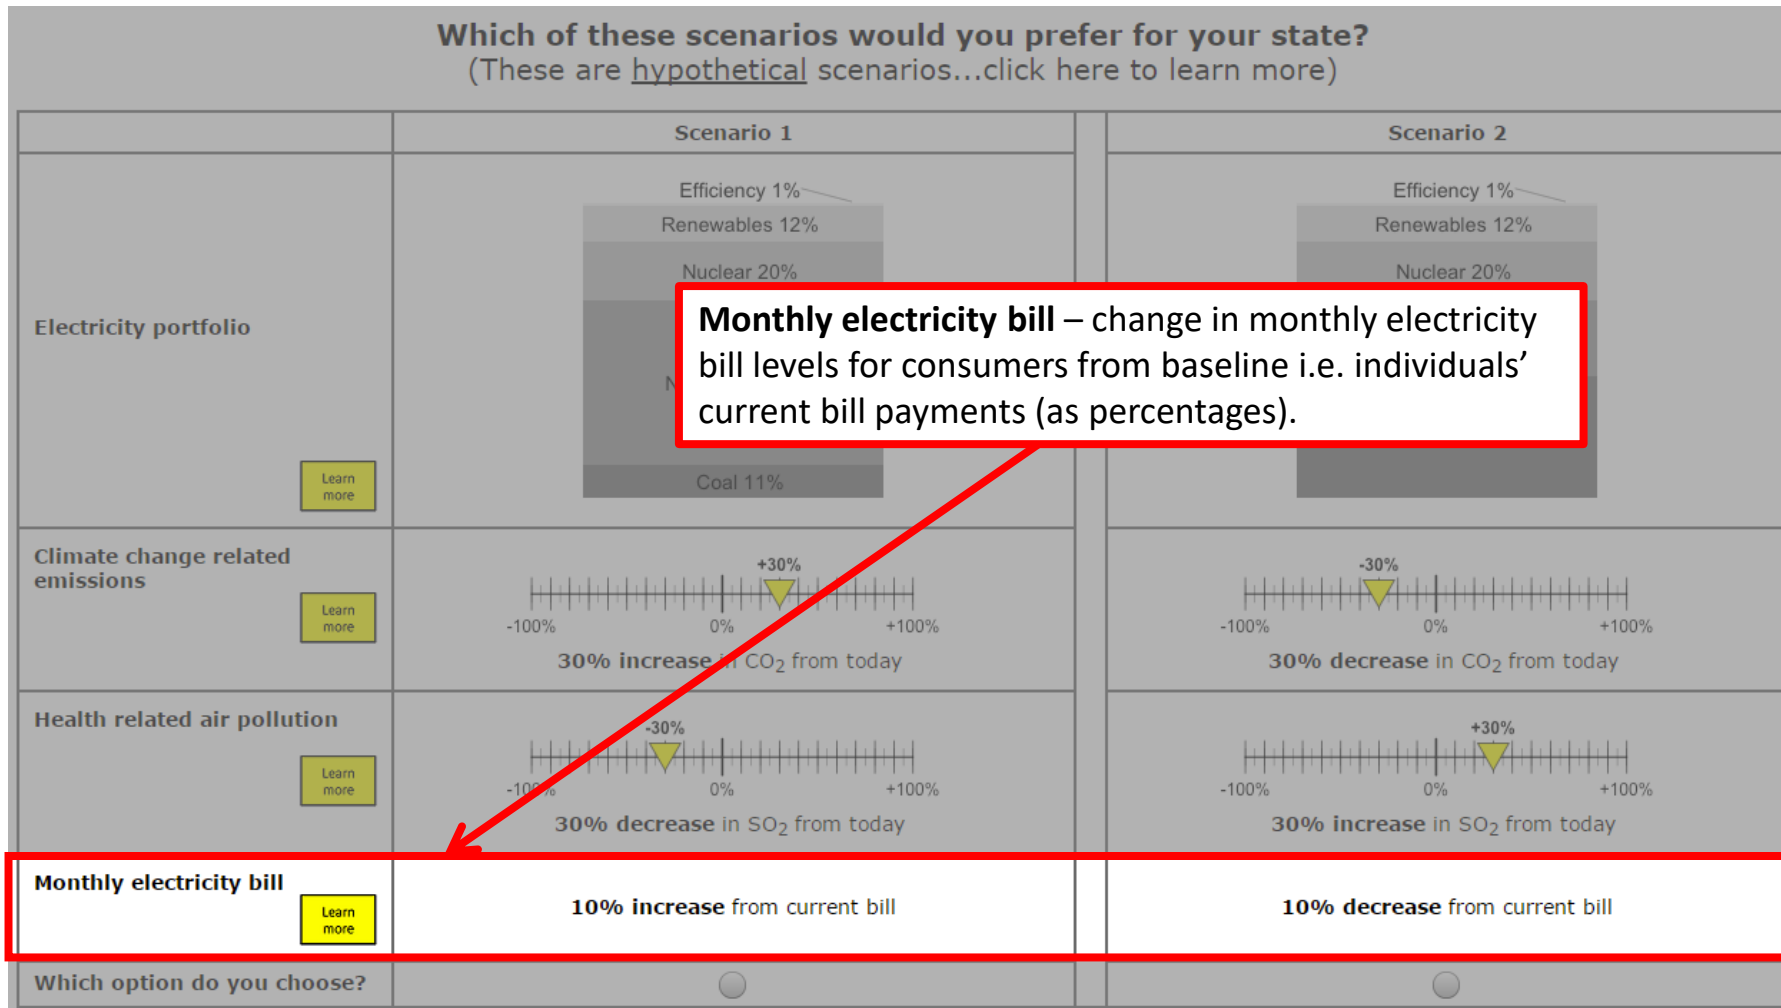 Which of these scenarios would you prefer for your state?
(These are hypothetical scenarios...click here to learn more)
Scenario 1
Scenario 2
Electricity portfolio
Learn
more
Efficiency 1%
Renewables 12%
Nuclear 20%
Coal 11%
Efficiency 1%
Renewables 12%
Nuclear 20%
Monthly electricity bill – change in monthly electricity
bill levels for consumers from baseline i.e. individuals’
current bill payments (as percentages).
Climate change related
emissions
Learn
more
+30%
-100% 0% +100%
30% increase in CO2 from today
-30%
-100% 0% +100%
30% decrease in CO2 from today
Health related air pollution
Learn
more
-30%
-100% 0% +100%
30% decrease in SO2 from today
+30%
-100% 0% +100%
30% increase in SO2 from today
Monthly electricity bill
Learn
more
10% increase from current bill
10% decrease from current bill
Which option do you choose?